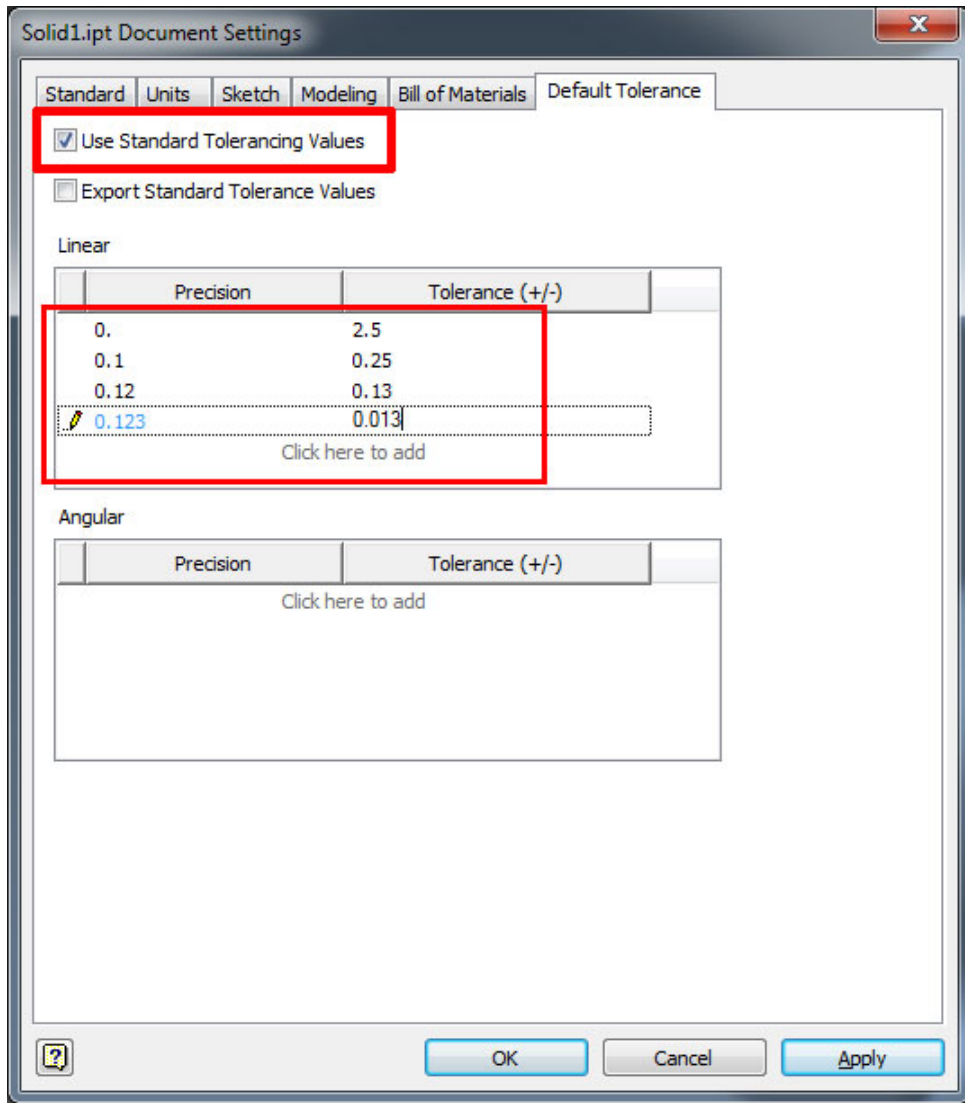 Solid1.ipt Document Settings
Standard Units Sketch Modeling Bill of Materials Default Tolerance
Use Standard Tolerancing Values
Export Standard Tolerance Values
Linear
Precision Tolerance (+/-)
0. 2.5
0.1 0.25
0.12 0.13
0.123 0.013
Click here to add
Angular
Precision Tolerance (+/-)
Click here to add
? OK Cancel Apply